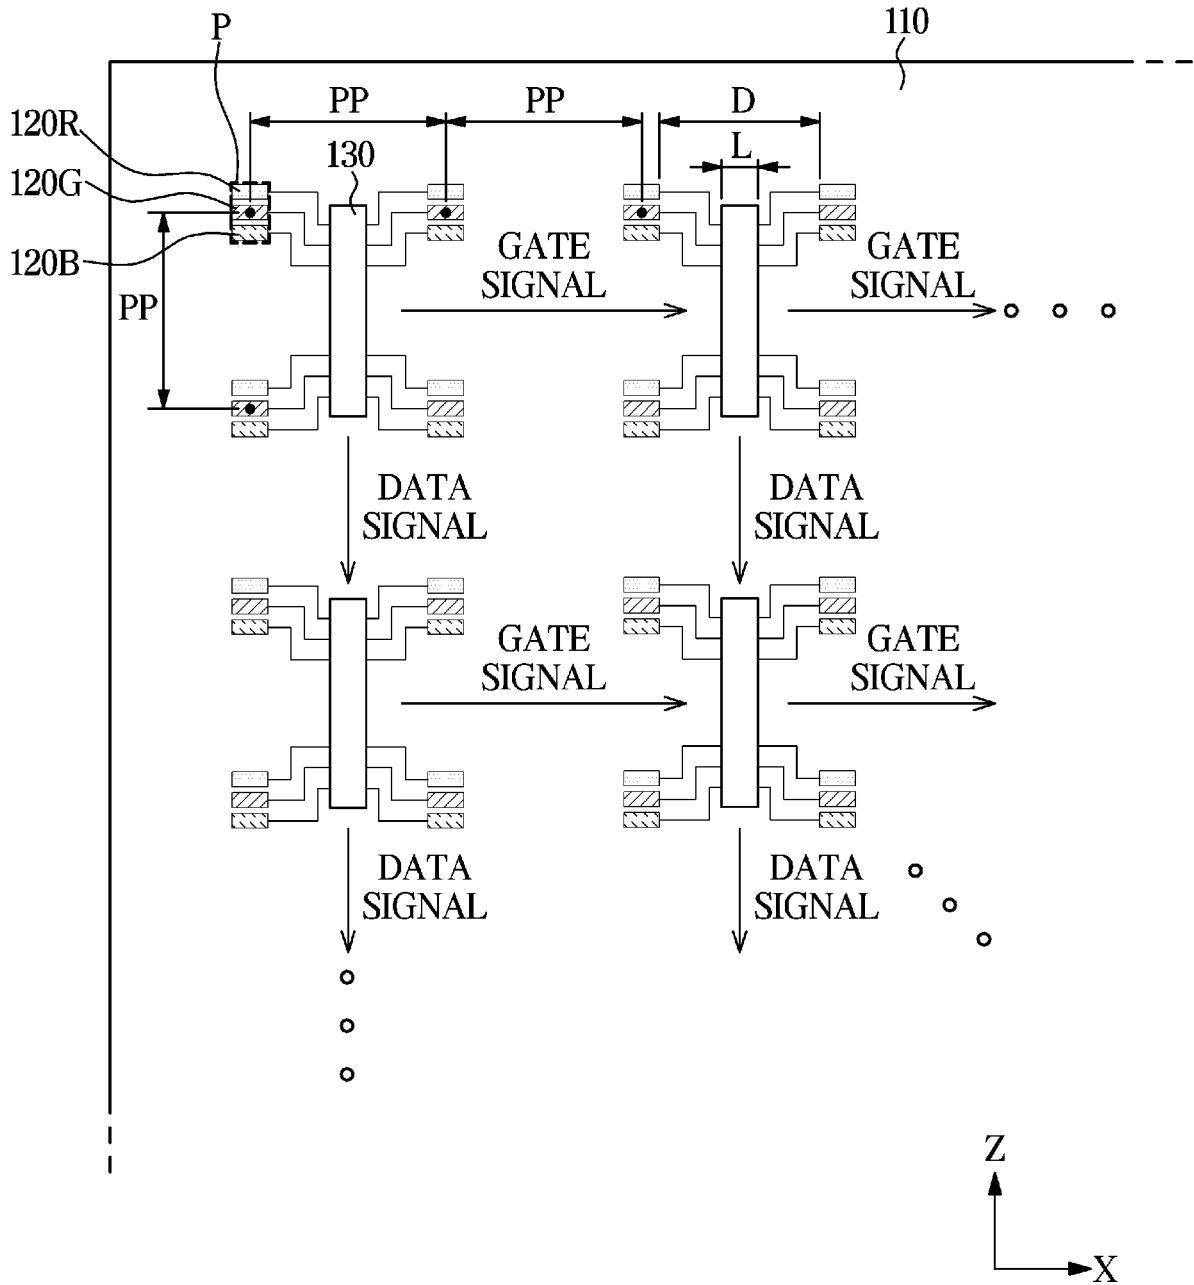 P
110
PP
PP
D
120R
130
L
120G
120B
GATE
SIGNAL
GATE
SIGNAL
PP
DATA
SIGNAL
DATA
SIGNAL
GATE
SIGNAL
GATE
SIGNAL
DATA
SIGNAL
DATA
SIGNAL
Z
X